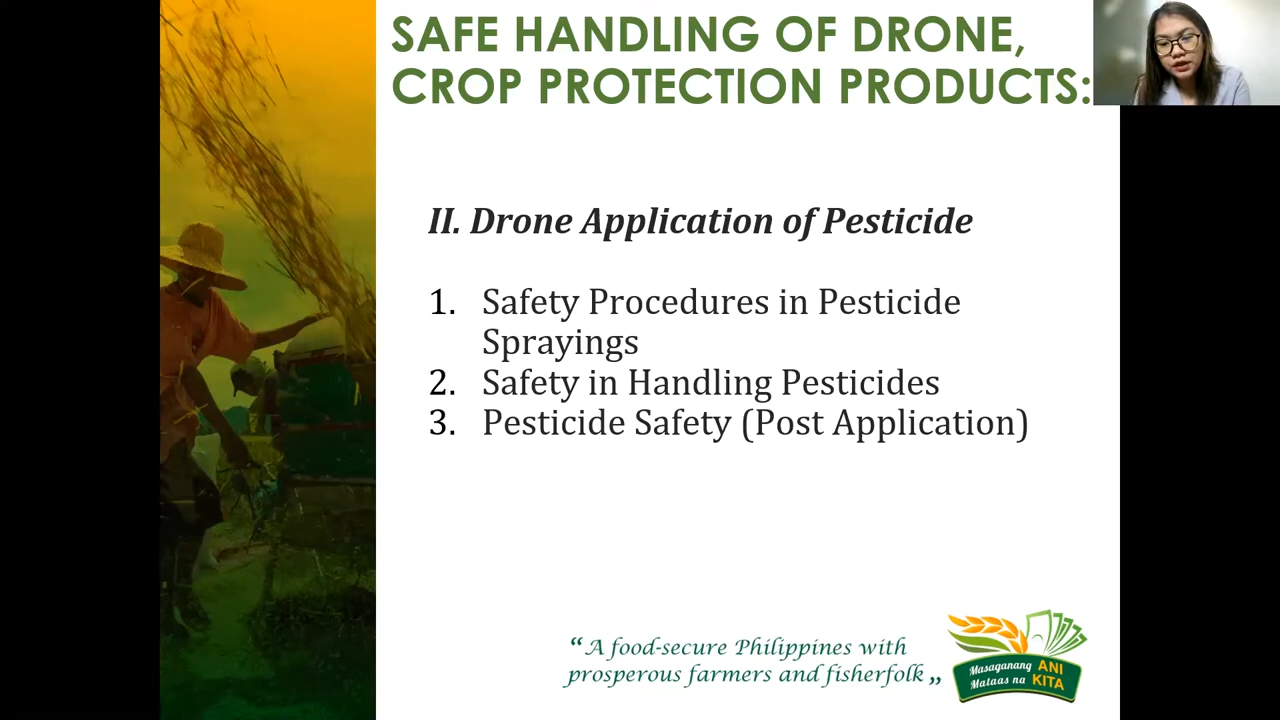 SAFE HANDLING OF DRONE,
CROP PROTECTION PRODUCTS:
II. Drone Application of Pesticide
1. Safety Procedures in Pesticide
Sprayings
2. Safety in Handling Pesticides
3. Pesticide Safety (Post Application)
“ A food-secure Philippines with
prosperous farmers and fisherfolk „
Masaganang ANI
Mataas na KITA